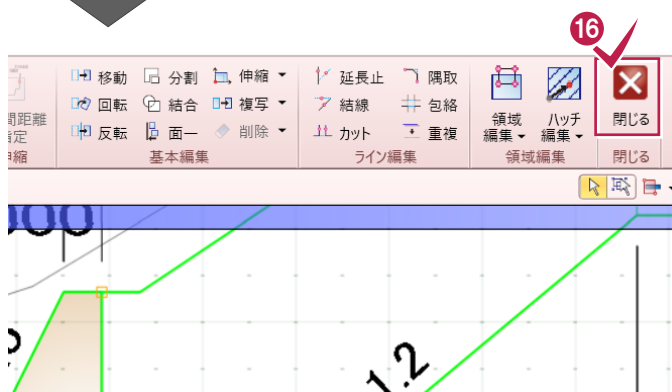 16
移動 分割 伸縮 延長止 隅取
間距離 回転 結合 複写 結線 包絡 領域 ハッチ 閉じる
指定 反転 面一 削除 カット 重複 編集 編集
伸縮 基本編集 ライン編集 領域編集 閉じる
000
1.2